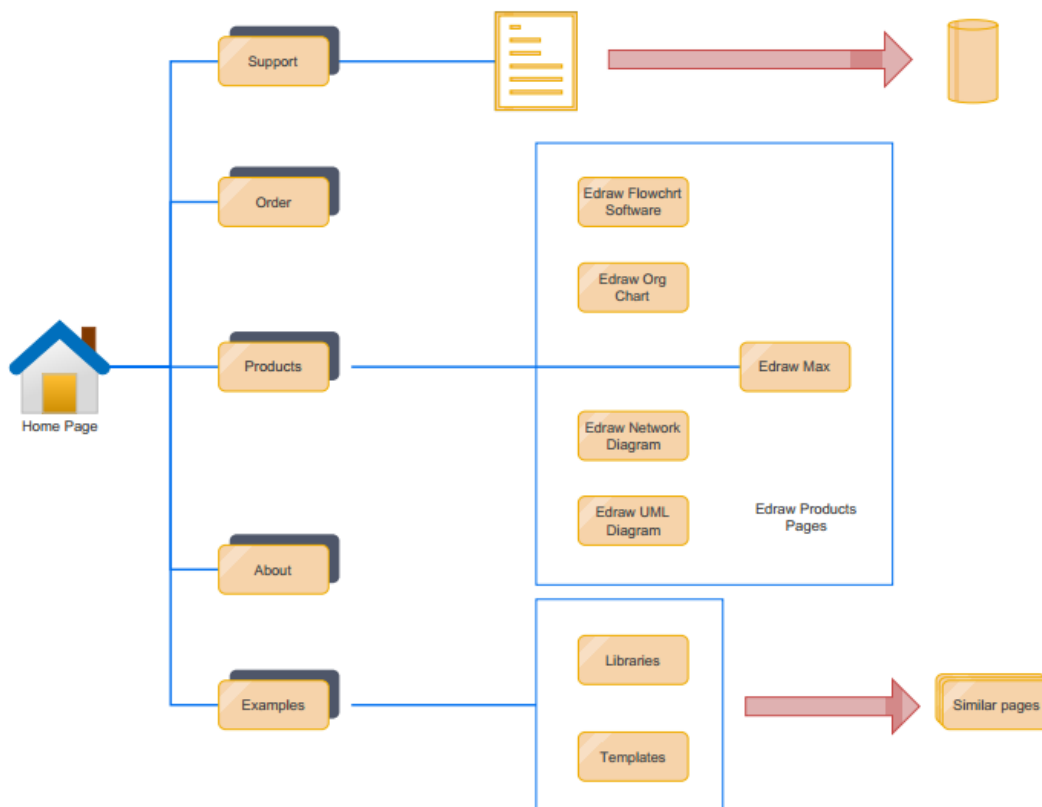 Support
Order
Edraw Flowchrt
Software
Edraw Org
Chart
Products
Edraw Max
Home Page
Edraw Network
Diagram
Edraw UML
Diagram
Edraw Products
Pages
About
Libraries
Examples
Similar pages
Templates